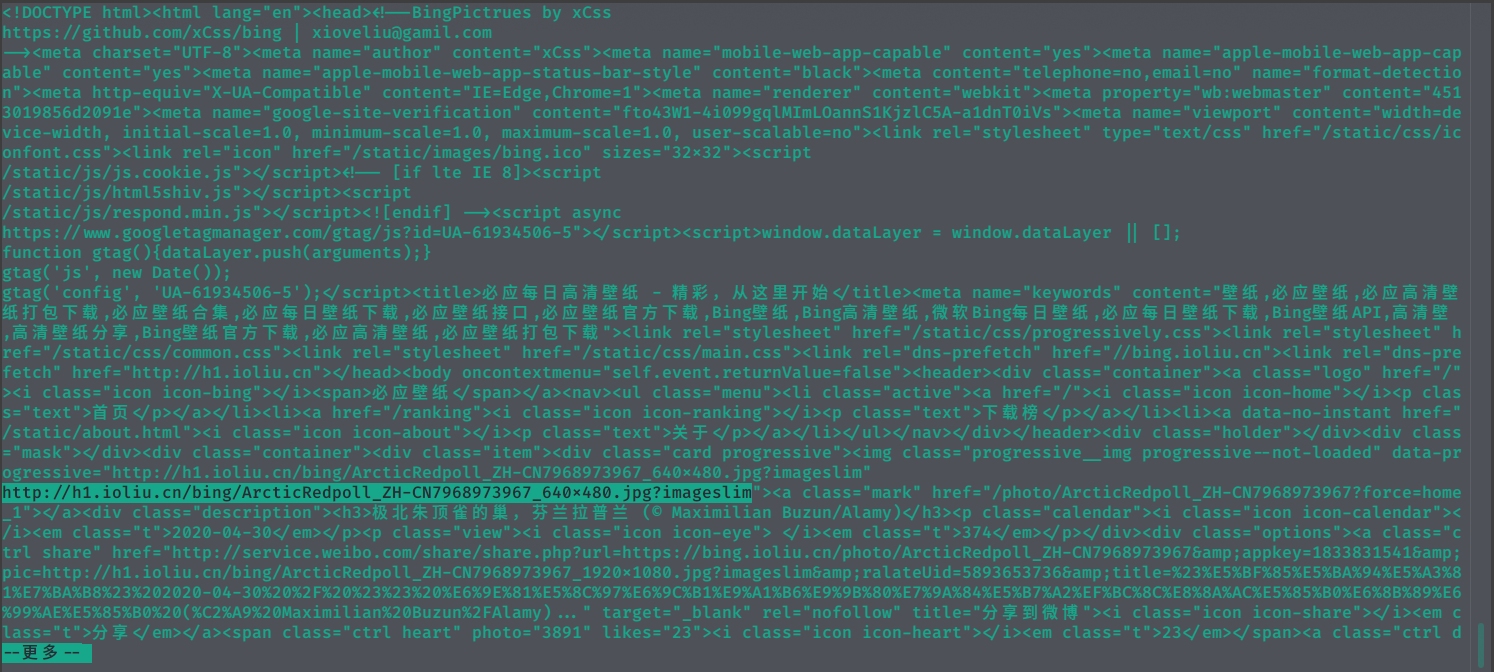 <!DOCTYPE html><html lang="en"><head><!--BingPictrues by xCss
https://github.com/xCss/bing | xioveliu@gamil.com
--><meta charset="UTF-8"><meta name="author" content="xCss"><meta name="mobile-web-app-capable" content="yes"><meta name="apple-mobile-web-app-cap
able" content="yes"><meta name="apple-mobile-web-app-status-bar-style" content="black"><meta content="telephone=no,email=no" name="format-detectio
n"><meta http-equiv="X-UA-Compatible" content="IE=Edge,Chrome=1"><meta name="renderer" content="webkit"><meta property="wb:webmaster" content="451
3019856d2091e"><meta name="google-site-verification" content="fto43W1-4i099gqlMImLOannS1KjzlC5A-a1dnT0iVs"><meta name="viewport" content="width=de
vice-width, initial-scale=1.0, minimum-scale=1.0, maximum-scale=1.0, user-scalable=no"><link rel="stylesheet" type="text/css" href="/static/css/ic
onfont.css"><link rel="icon" href="/static/images/bing.ico" sizes="32x32"><script
/static/js/js.cookie.js"></script><!-- [if lte IE 8]><script
/static/js/html5shiv.js"></script><script
/static/js/respond.min.js"></script><![endif] --><script async
https://www.googletagmanager.com/gtag/js?id=UA-61934506-5"></script><script>window.dataLayer = window.dataLayer || [];
function gtag(){dataLayer.push(arguments);}
gtag('js', new Date());
gtag('config', 'UA-61934506-5');</script><title>必应每日高清壁纸 - 精彩, 从这里开始</title><meta name="keywords" content="壁纸,必应壁纸,必应高清壁
纸打包下载,必应壁纸合集,必应每日壁纸下载,必应壁纸接口,必应壁纸官方下载,Bing壁纸,Bing高清壁纸,微软Bing每日壁纸,必应每日壁纸下载,Bing壁纸API,高清壁
,高清壁纸分享,Bing壁纸官方下载,必应高清壁纸,必应壁纸打包下载"><link rel="stylesheet" href="/static/css/progressively.css"><link rel="stylesheet" h
ref="/static/css/common.css"><link rel="stylesheet" href="/static/css/main.css"><link rel="dns-prefetch" href="//bing.ioliu.cn"><link rel="dns-pre
fetch" href="http://h1.ioliu.cn"></head><body oncontextmenu="self.event.returnValue=false"><header><div class="container"><a class="logo" href="/"
><i class="icon icon-bing"></i><span>必应壁纸</span></a><nav><ul class="menu"><li class="active"><a href="/"><i class="icon icon-home"></i><p clas
s="text">首页</p></a></li><li><a href="/ranking"><i class="icon icon-ranking"></i><p class="text">下载榜</p></a></li><li><a data-no-instant href="
/static/about.html"><i class="icon icon-about"></i><p class="text">关于</p></a></li></ul></nav></div></header><div class="holder"></div><div class
="mask"></div><div class="container"><div class="item"><div class="card progressive"><img class="progressive__img progressive--not-loaded" data-pr
ogressive="http://h1.ioliu.cn/bing/ArcticRedpoll_ZH-CN7968973967_640x480.jpg?imageslim"
http://h1.ioliu.cn/bing/ArcticRedpoll_ZH-CN7968973967_640x480.jpg?imageslim"><a class="mark" href="/photo/ArcticRedpoll_ZH-CN7968973967?force=home
_1"></a><div class="description"><h3>极北朱顶雀的巢, 芬兰拉普兰 (© Maximilian Buzun/Alamy)</h3><p class="calendar"><i class="icon icon-calendar"><
/i><em class="t">2020-04-30</em></p><p class="view"><i class="icon icon-eye"> </i><em class="t">374</em></p></div><div class="options"><a class="c
trl share" href="http://service.weibo.com/share/share.php?url=https://bing.ioliu.cn/photo/ArcticRedpoll_ZH-CN7968973967&amp;appkey=1833831541&amp;
pic=http://h1.ioliu.cn/bing/ArcticRedpoll_ZH-CN7968973967_1920x1080.jpg?imageslim&amp;ralateUid=5893653736&amp;title=%23%E5%BF%85%E5%BA%94%E5%A3%8
1%E7%BA%B8%23%202020-04-30%20%2F%20%23%23%20%E6%9E%81%E5%8C%97%E6%9C%B1%E9%A1%B6%E9%9B%80%E7%9A%84%E5%B7%A2%EF%BC%8C%E8%8A%AC%E5%85%B0%E6%8B%89%E6
%99%AE%E5%85%B0%20(%C2%A9%20Maximilian%20Buzun%2FAlamy)..." target="_blank" rel="nofollow" title="分享到微博"><i class="icon icon-share"></i><em c
lass="t">分享</em></a><span class="ctrl heart" photo="3891" likes="23"><i class="icon icon-heart"></i><em class="t">23</em></span><a class="ctrl d
--更多--